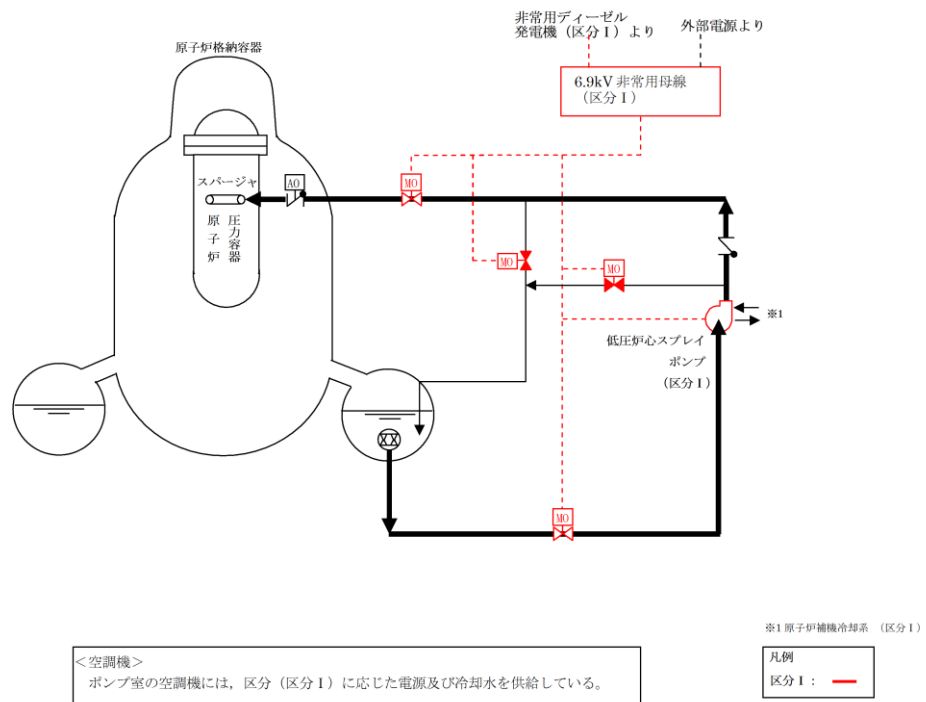 非常用ディーゼル
発電機（区分Ⅰ）より
外部電源より
原子炉格納容器
6.9kV 非常用母線
（区分Ⅰ）
スパージャ
原子炉
圧力容器
AO
MO
MO
MO
※1
低圧炉心スプレイ
ポンプ
（区分Ⅰ）
MO
※1 原子炉補機冷却系 （区分Ⅰ）
＜空調機＞
ポンプ室の空調機には，区分（区分Ⅰ）に応じた電源及び冷却水を供給している。
凡例
区分Ⅰ：